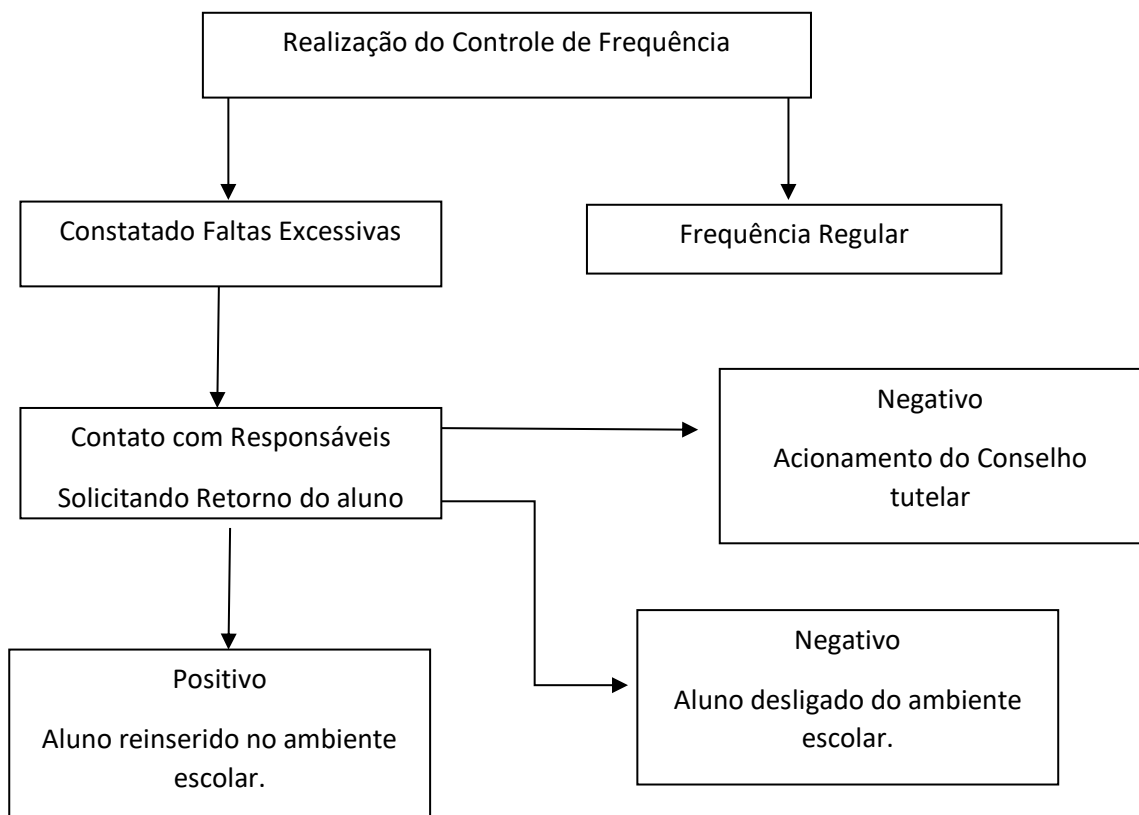 Realização do Controle de Frequência
Constatado Faltas Excessivas
Frequência Regular
Negativo
Acionamento do Conselho
tutelar
Contato com Responsáveis
Solicitando Retorno do aluno
Negativo
Aluno desligado do ambiente
escolar.
Positivo
Aluno reinserido no ambiente
escolar.